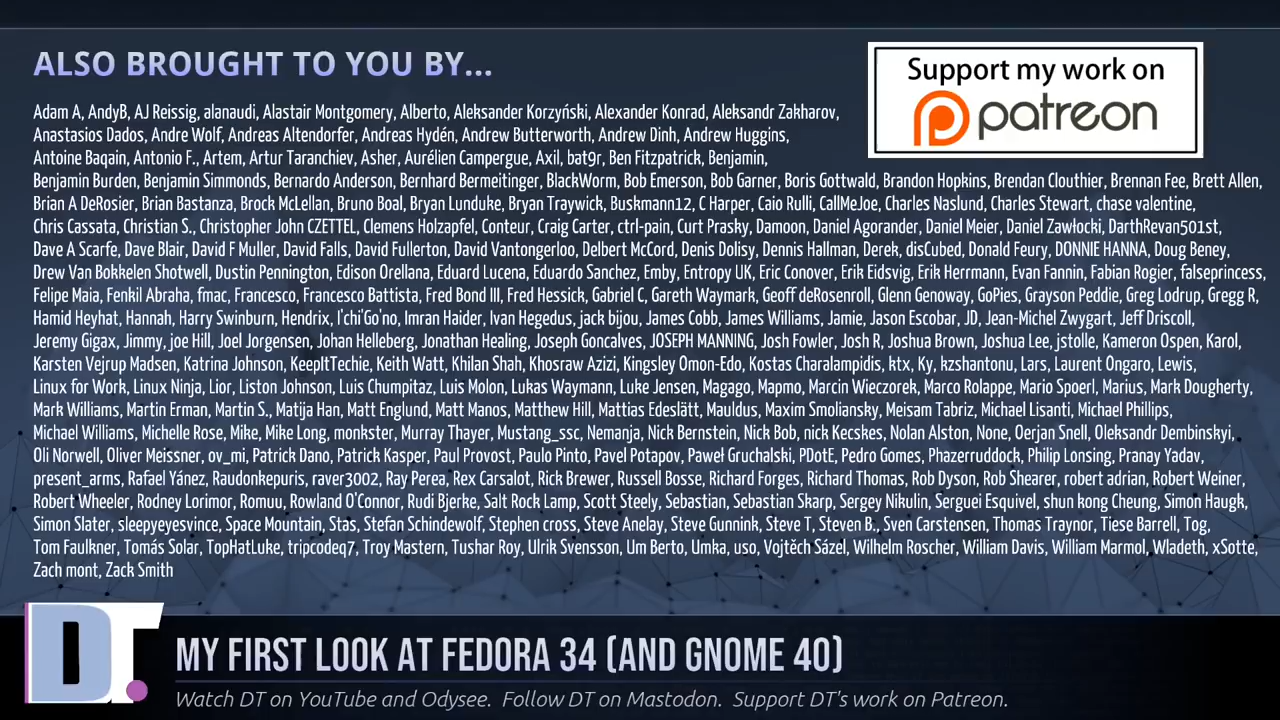 ALSO BROUGHT TO YOU BY...
Support my work on
patreon
Adam A, AndyB, AJ Reissig, alanaudi, Alastair Montgomery, Alberto, Aleksander Korzyński, Alexander Konrad, Aleksandr Zakharov,
Anastasios Dados, Andre Wolf, Andreas Altendorfer, Andreas Hydén, Andrew Butterworth, Andrew Dinh, Andrew Huggins,
Antoine Baqain, Antonio F., Artem, Artur Taranchiev, Asher, Aurélien Campergue, Axil, bat9r, Ben Fitzpatrick, Benjamin,
Benjamin Burden, Benjamin Simmonds, Bernardo Anderson, Bernhard Bermeitinger, BlackWorm, Bob Emerson, Bob Garner, Boris Gottwald, Brandon Hopkins, Brendan Clouthier, Brennan Fee, Brett Allen,
Brian A DeRosier, Brian Bastanza, Brock McLellan, Bruno Boal, Bryan Lunduke, Bryan Traywick, Buskmann12, C Harper, Caio Rulli, CallMeJoe, Charles Naslund, Charles Stewart, chase valentine,
Chris Cassata, Christian S., Christopher John CZETTEL, Clemens Holzapfel, Conteur, Craig Carter, ctrl-pain, Curt Prasky, Damoon, Daniel Agorander, Daniel Meier, Daniel Zawłocki, DarthRevan501st,
Dave A Scarfe, Dave Blair, David F Muller, David Falls, David Fullerton, David Vantongerloo, Delbert McCord, Denis Dolisy, Dennis Hallman, Derek, disCubed, Donald Feury, DONNIE HANNA, Doug Beney,
Drew Van Bokkelen Shotwell, Dustin Pennington, Edison Orellana, Eduard Lucena, Eduardo Sanchez, Emby, Entropy UK, Eric Conover, Erik Eidsvig, Erik Herrmann, Evan Fannin, Fabian Rogier, falseprincess,
Felipe Maia, Fenkil Abraha, fmac, Francesco, Francesco Battista, Fred Bond III, Fred Hessick, Gabriel C, Gareth Waymark, Geoff deRosenroll, Glenn Genoway, GoPies, Grayson Peddie, Greg Lodrup, Gregg R,
Hamid Heyhat, Hannah, Harry Swinburn, Hendrix, I'chi'Go'no, Imran Haider, Ivan Hegedus, jack bijou, James Cobb, James Williams, Jamie, Jason Escobar, JD, Jean-Michel Zwygart, Jeff Driscoll,
Jeremy Gigax, Jimmy, joe Hill, Joel Jorgensen, Johan Helleberg, Jonathan Healing, Joseph Goncalves, JOSEPH MANNING, Josh Fowler, Josh R, Joshua Brown, Joshua Lee, jstolle, Kameron Ospen, Karol,
Karsten Vejrup Madsen, Katrina Johnson, KeepItTechie, Keith Watt, Khilan Shah, Khosraw Azizi, Kingsley Omon-Edo, Kostas Charalampidis, ktx, Ky, kzshantonu, Lars, Laurent Ongaro, Lewis,
Linux for Work, Linux Ninja, Lior, Liston Johnson, Luis Chumpitaz, Luis Molon, Lukas Waymann, Luke Jensen, Magago, Mapmo, Marcin Wieczorek, Marco Rolappe, Mario Spoerl, Marius, Mark Dougherty,
Mark Williams, Martin Erman, Martin S., Matija Han, Matt Englund, Matt Manos, Matthew Hill, Mattias Edeslätt, Mauldus, Maxim Smoliansky, Meisam Tabriz, Michael Lisanti, Michael Phillips,
Michael Williams, Michelle Rose, Mike, Mike Long, monkster, Murray Thayer, Mustang_ssc, Nemanja, Nick Bernstein, Nick Bob, nick Kecskes, Nolan Alston, None, Oerjan Snell, Oleksandr Dembinskyi,
Oli Norwell, Oliver Meissner, ov_mi, Patrick Dano, Patrick Kasper, Paul Provost, Paulo Pinto, Pavel Potapov, Paweł Gruchalski, PDotE, Pedro Gomes, Phazerruddock, Philip Lonsing, Pranay Yadav,
present_arms, Rafael Yánez, Raudonkepuris, raver3002, Ray Perea, Rex Carsalot, Rick Brewer, Russell Bosse, Richard Forges, Richard Thomas, Rob Dyson, Rob Shearer, robert adrian, Robert Weiner,
Robert Wheeler, Rodney Lorimor, Romuu, Rowland O'Connor, Rudi Bjerke, Salt Rock Lamp, Scott Steely, Sebastian, Sebastian Skarp, Sergey Nikulin, Serguei Esquivel, shun kong Cheung, Simon Haugk,
Simon Slater, sleepyeyesvince, Space Mountain, Stas, Stefan Schindewolf, Stephen cross, Steve Anelay, Steve Gunnink, Steve T, Steven B., Sven Carstensen, Thomas Traynor, Tiese Barrell, Tog,
Tom Faulkner, Tomás Solar, TopHatLuke, tripcodeq7, Troy Mastern, Tushar Roy, Ulrik Svensson, Um Berto, Umka, uso, Vojtěch Sázel, Wilhelm Roscher, William Davis, William Marmol, Wladeth, xSotte,
Zach mont, Zack Smith
DT.
MY FIRST LOOK AT FEDORA 34 (AND GNOME 40)
Watch DT on YouTube and Odysee. Follow DT on Mastodon. Support DT's work on Patreon.